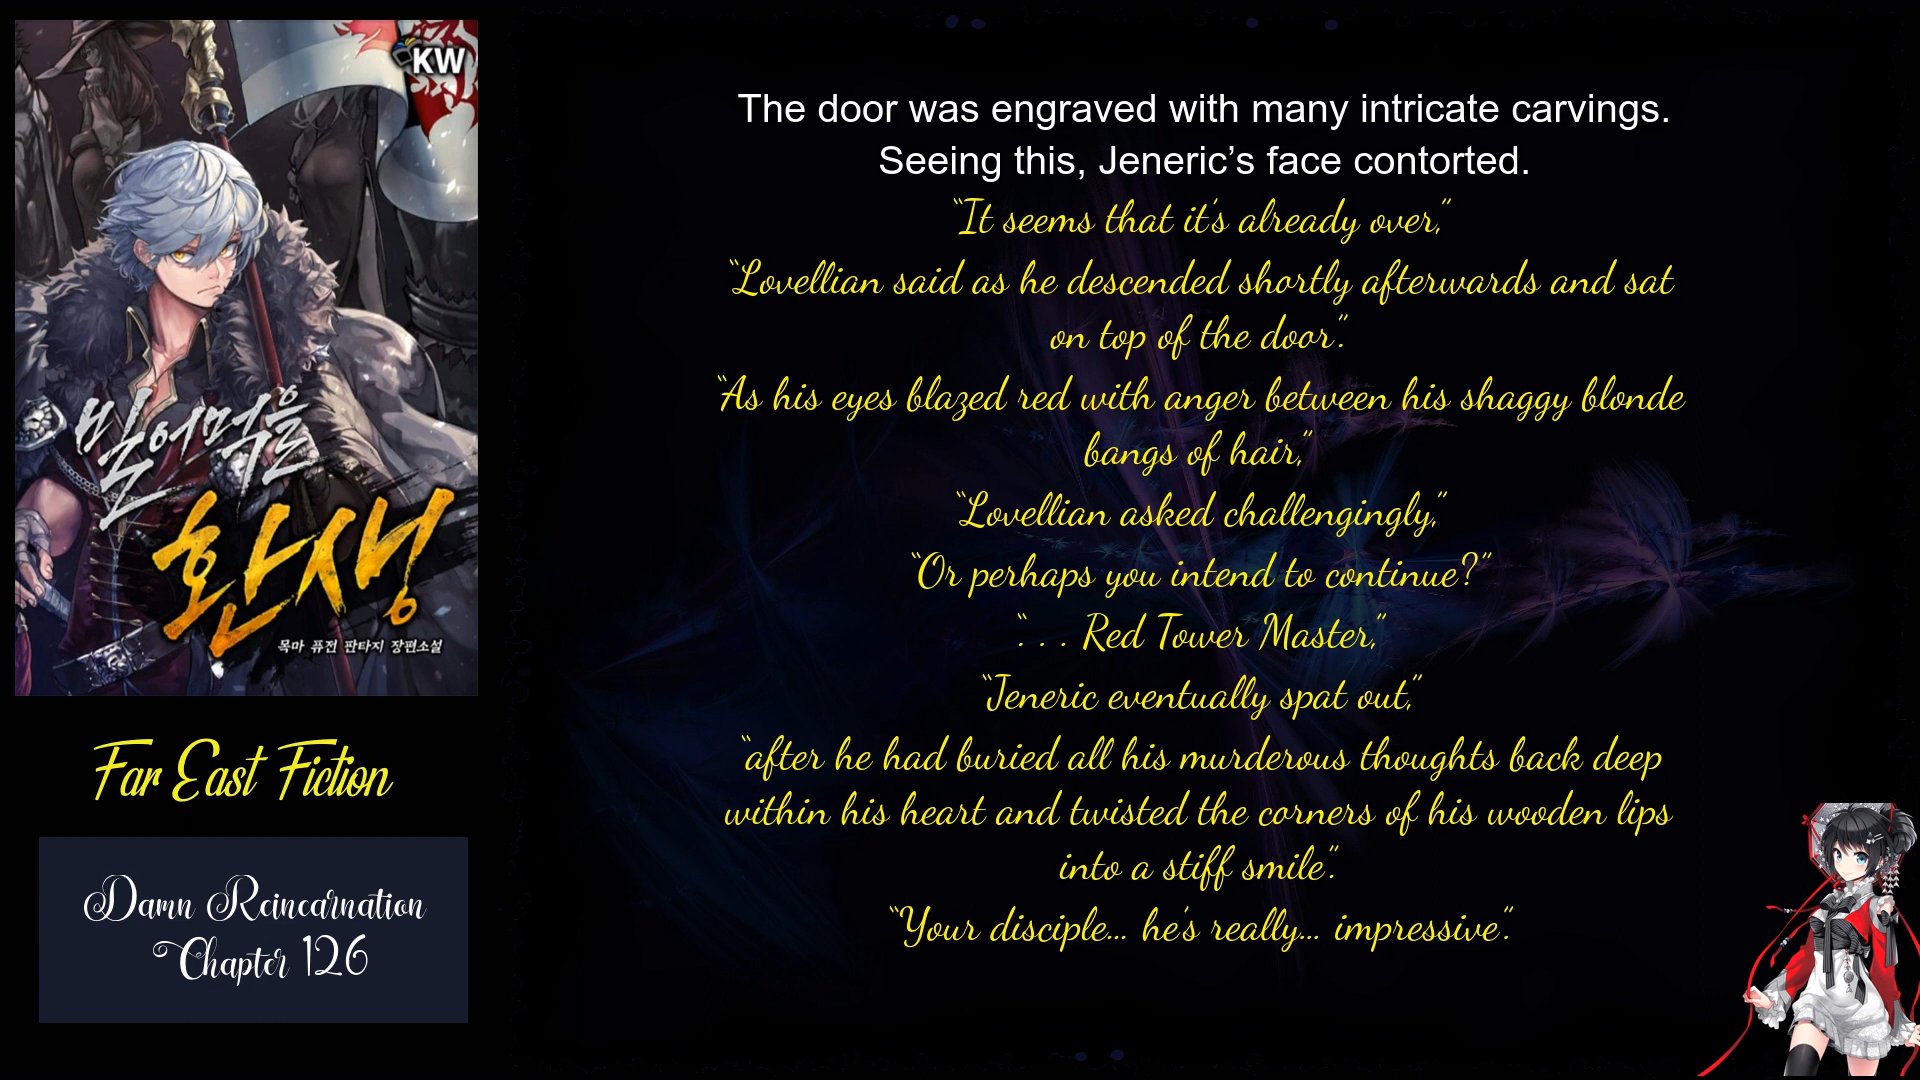 KW
빌어먹을
환생
목마 퓨전 판타지 장편소설
Far East Fiction
Damn Reincarnation
Chapter 126
The door was engraved with many intricate carvings.
Seeing this, Jeneric’s face contorted.
“It seems that it’s already over,”
“Lovellian said as he descended shortly afterwards and sat
on top of the door”.
“As his eyes blazed red with anger between his shaggy blonde
bangs of hair,”
“Lovellian asked challengingly,”
“Or perhaps you intend to continue?”
“. . . Red Tower Master,”
“Jeneric eventually spat out,”
“after he had buried all his murderous thoughts back deep
within his heart and twisted the corners of his wooden lips
into a stiff smile”.
“Your disciple… he’s really… impressive”.